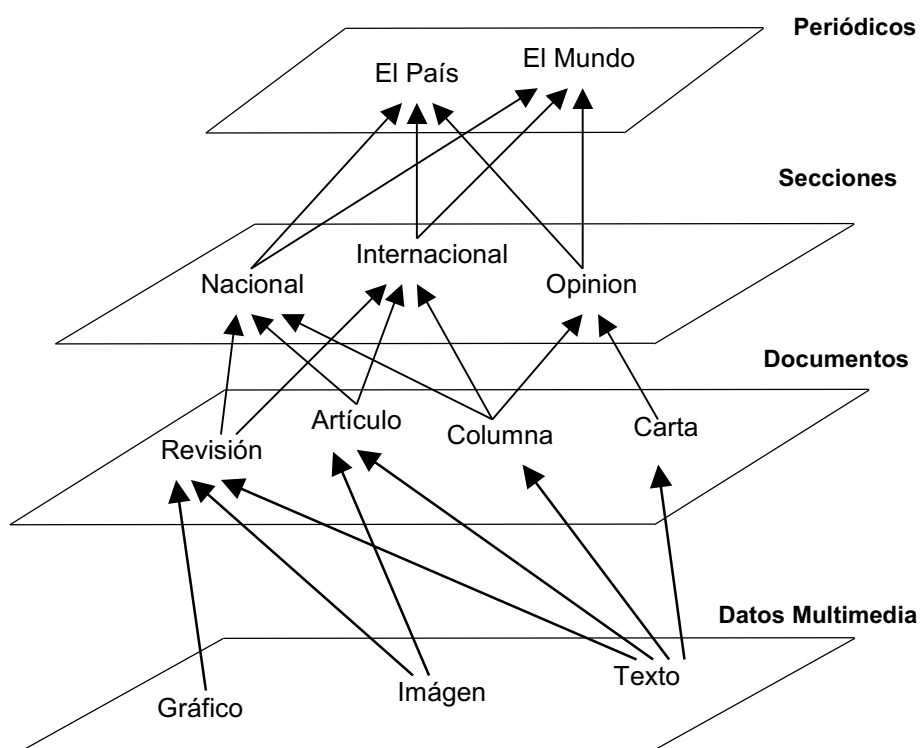 Periódicos
El País
El Mundo
Secciones
Nacional
Internacional
Opinion
Documentos
Revisión
Artículo
Columna
Carta
Datos Multimedia
Gráfico
Imágen
Texto